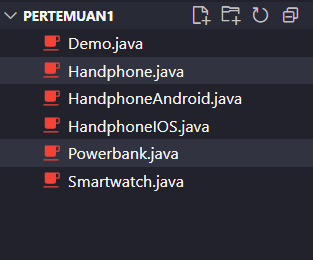 PERTEMUAN1
Demo.java
Handphone.java
HandphoneAndroid.java
HandphoneIOS.java
Powerbank.java
Smartwatch.java